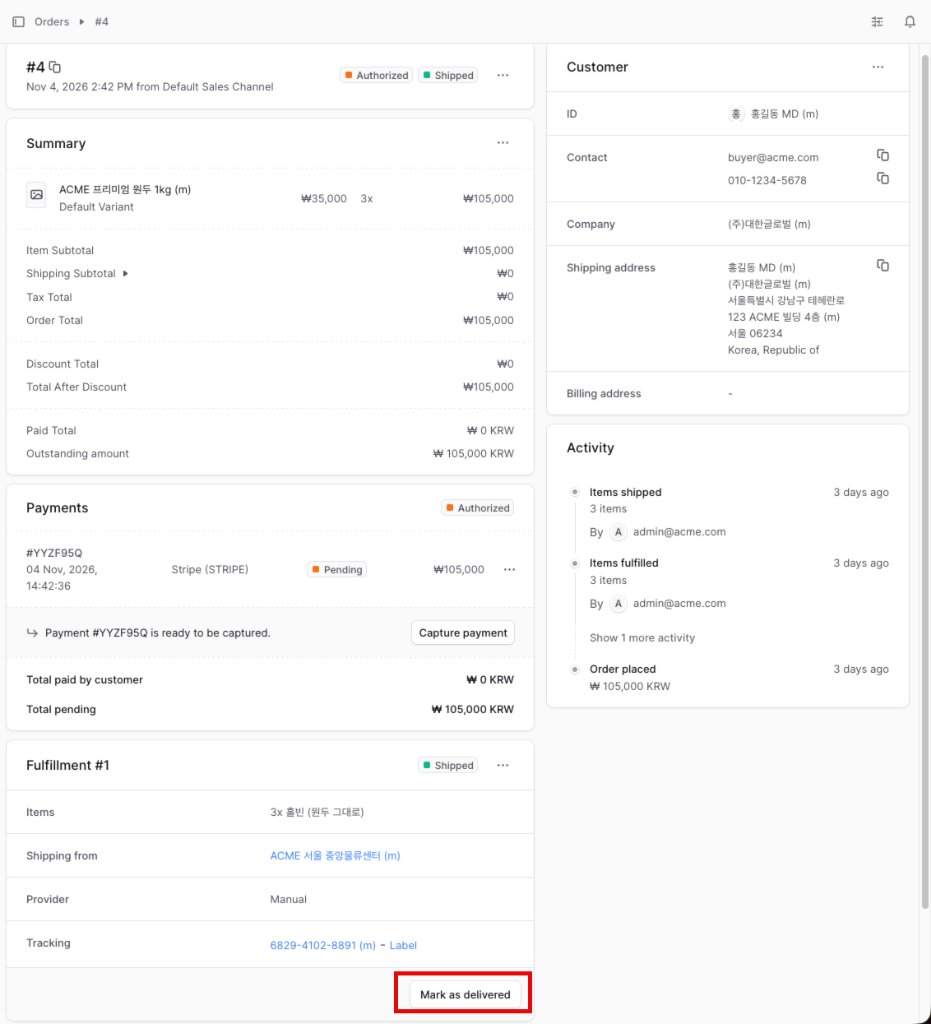 Orders ▸ #4
#4
Authorized
Shipped
Nov 4, 2026 2:42 PM from Default Sales Channel
Summary
ACME 프리미엄 원두 1kg (m)
Default Variant
₩35,000 3x ₩105,000
Item Subtotal ₩105,000
Shipping Subtotal ▸ ₩0
Tax Total ₩0
Order Total ₩105,000
Discount Total ₩0
Total After Discount ₩105,000
Paid Total ₩ 0 KRW
Outstanding amount ₩ 105,000 KRW
Payments Authorized
#YYZF95Q
04 Nov, 2026,
14:42:36
Stripe (STRIPE) Pending ₩105,000
Payment #YYZF95Q is ready to be captured. Capture payment
Total paid by customer ₩ 0 KRW
Total pending ₩ 105,000 KRW
Fulfillment #1 Shipped
Items 3x 홀빈 (원두 그대로)
Shipping from ACME 서울 중앙물류센터 (m)
Provider Manual
Tracking 6829-4102-8891 (m) - Label
Mark as delivered
Customer
ID 홍 홍길동 MD (m)
Contact buyer@acme.com
010-1234-5678
Company (주)대한글로벌 (m)
Shipping address 홍길동 MD (m)
(주)대한글로벌 (m)
서울특별시 강남구 테헤란로
123 ACME 빌딩 4층 (m)
서울 06234
Korea, Republic of
Billing address -
Activity
Items shipped 3 days ago
3 items
By A admin@acme.com
Items fulfilled 3 days ago
3 items
By A admin@acme.com
Show 1 more activity
Order placed 3 days ago
₩ 105,000 KRW